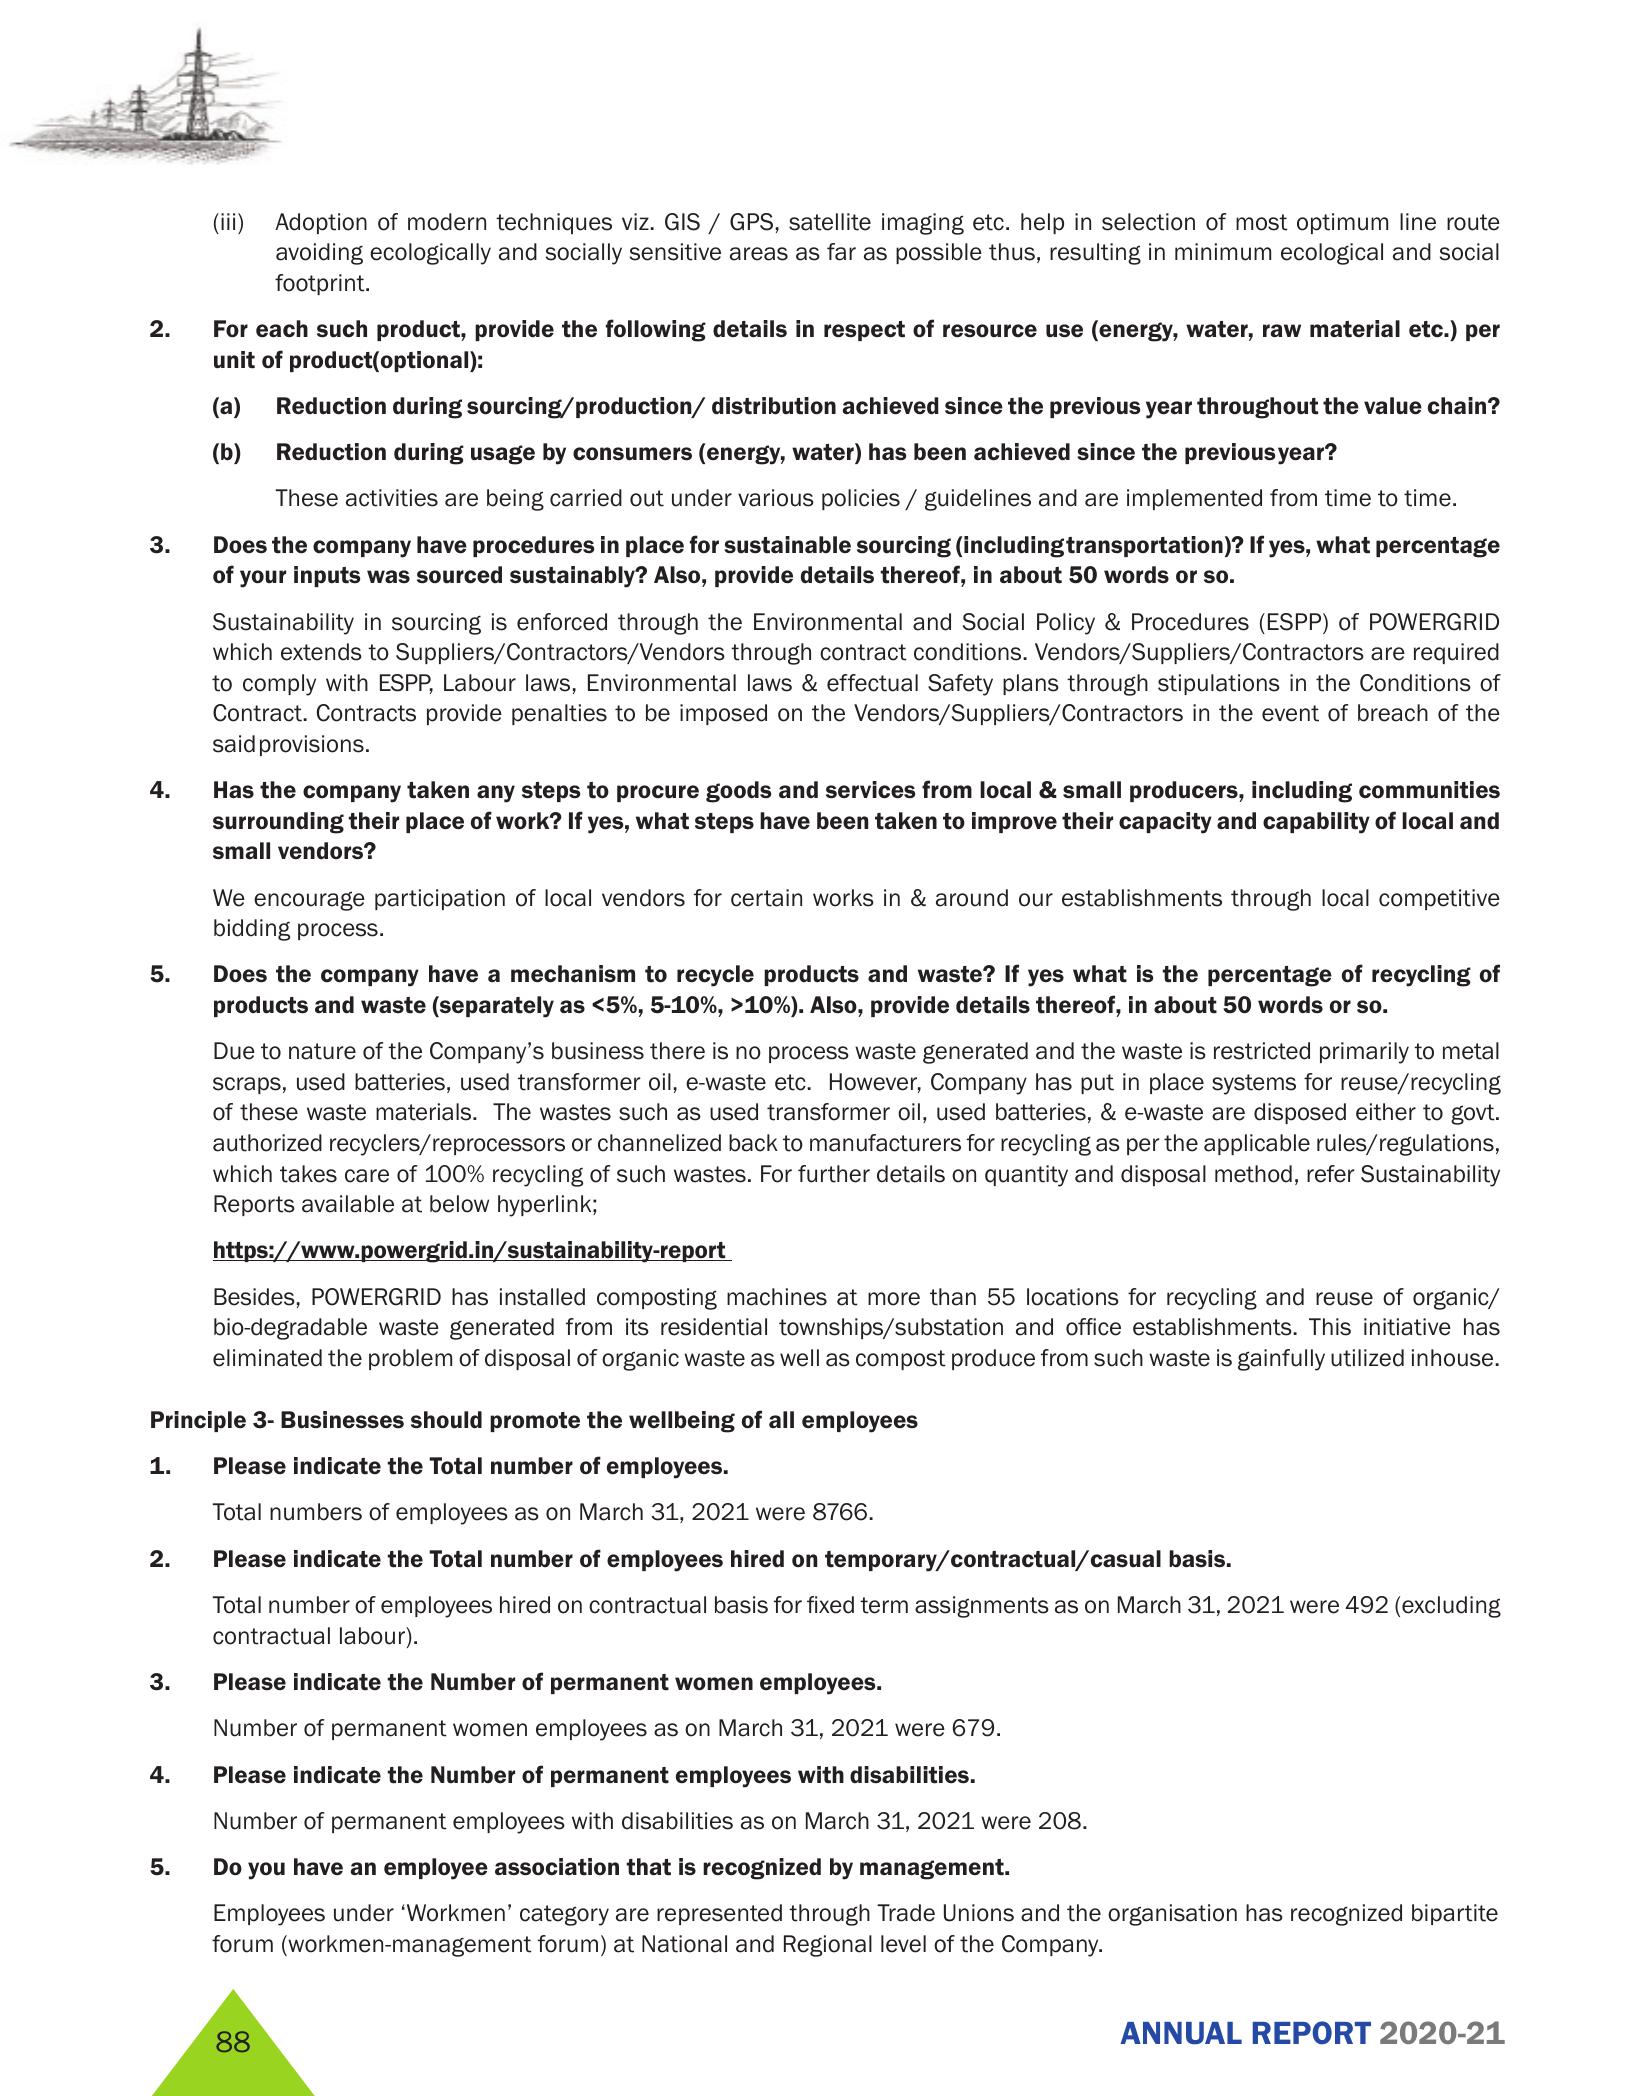 (iii) Adoption of modern techniques viz. GIS / GPS, satellite imaging etc. help in selection of most optimum line route
avoiding ecologically and socially sensitive areas as far as possible thus, resulting in minimum ecological and social
footprint.
2. For each such product, provide the following details in respect of resource use (energy, water, raw material etc.) per
unit of product(optional):
(a) Reduction during sourcing/production/ distribution achieved since the previous year throughout the value chain?
(b) Reduction during usage by consumers (energy, water) has been achieved since the previousyear?
These activities are being carried out under various policies / guidelines and are implemented from time to time.
3. Does the company have procedures in place for sustainable sourcing (includingtransportation)? If yes, what percentage
of your inputs was sourced sustainably? Also, provide details thereof, in about 50 words or so.
Sustainability in sourcing is enforced through the Environmental and Social Policy & Procedures (ESPP) of POWERGRID
which extends to Suppliers/Contractors/Vendors through contract conditions. Vendors/Suppliers/Contractors are required
to comply with ESPP, Labour laws, Environmental laws & effectual Safety plans through stipulations in the Conditions of
Contract. Contracts provide penalties to be imposed on the Vendors/Suppliers/Contractors in the event of breach of the
saidprovisions.
4. Has the company taken any steps to procure goods and services from local & small producers, including communities
surrounding their place of work? If yes, what steps have been taken to improve their capacity and capability of local and
small vendors?
We encourage participation of local vendors for certain works in & around our establishments through local competitive
bidding process.
5. Does the company have a mechanism to recycle products and waste? If yes what is the percentage of recycling of
products and waste (separately as <5%, 5-10%, >10%). Also, provide details thereof, in about 50 words or so.
Due to nature of the Company’s business there is no process waste generated and the waste is restricted primarily to metal
scraps, used batteries, used transformer oil, e-waste etc. However, Company has put in place systems for reuse/recycling
of these waste materials. The wastes such as used transformer oil, used batteries, & e-waste are disposed either to govt.
authorized recyclers/reprocessors or channelized back to manufacturers for recycling as per the applicable rules/regulations,
which takes care of 100% recycling of such wastes. For further details on quantity and disposal method, refer Sustainability
Reports available at below hyperlink;
https://www.powergrid.in/sustainability-report
Besides, POWERGRID has installed composting machines at more than 55 locations for recycling and reuse of organic/
bio-degradable waste generated from its residential townships/substation and office establishments. This initiative has
eliminated the problem of disposal of organic waste as well as compost produce from such waste is gainfully utilized inhouse.
Principle 3- Businesses should promote the wellbeing of all employees
1. Please indicate the Total number of employees.
Total numbers of employees as on March 31, 2021 were 8766.
2. Please indicate the Total number of employees hired on temporary/contractual/casual basis.
Total number of employees hired on contractual basis for fixed term assignments as on March 31, 2021 were 492 (excluding
contractual labour).
3. Please indicate the Number of permanent women employees.
Number of permanent women employees as on March 31, 2021 were 679.
4. Please indicate the Number of permanent employees with disabilities.
Number of permanent employees with disabilities as on March 31, 2021 were 208.
5. Do you have an employee association that is recognized by management.
Employees under ‘Workmen’ category are represented through Trade Unions and the organisation has recognized bipartite
forum (workmen-management forum) at National and Regional level of the Company.
88
ANNUAL REPORT 2020-21